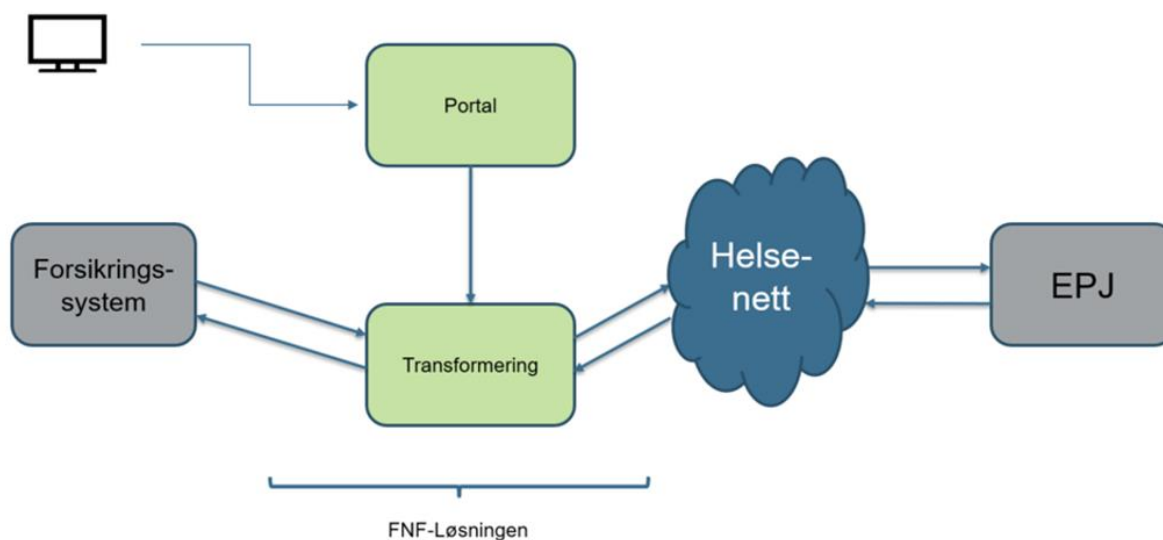 Portal
Forsikrings-
system
Transformering
Helse-
nett
EPJ
FNF-Løsningen